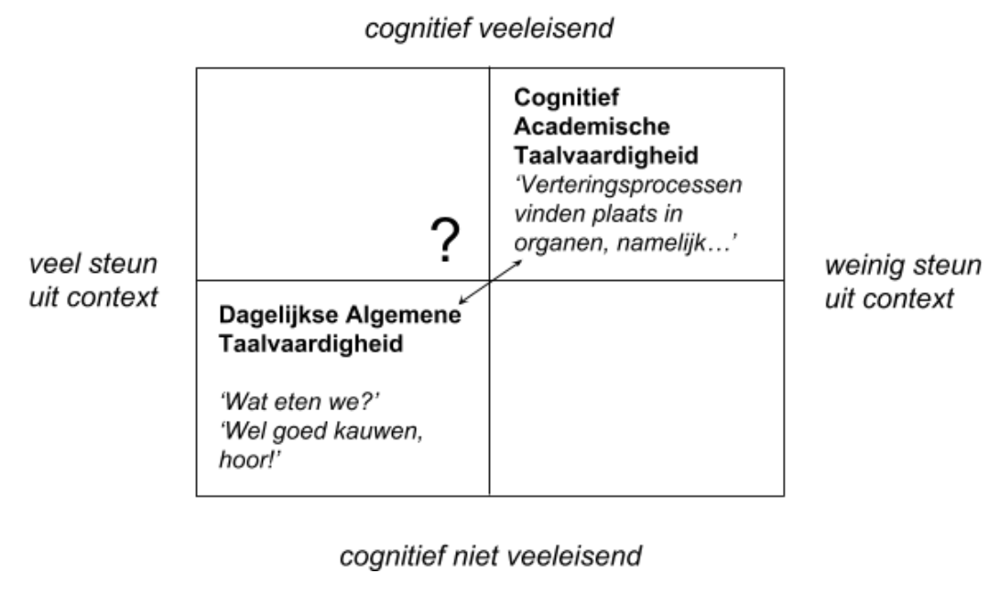 cognitief veeleisend
Cognitief
Academische
Taalvaardigheid
‘Verteringsprocessen
vinden plaats in
organen, namelijk…’
?
veel steun
uit context
weinig steun
uit context
Dagelijkse Algemene
Taalvaardigheid
‘Wat eten we?’
‘Wel goed kauwen,
hoor!’
cognitief niet veeleisend